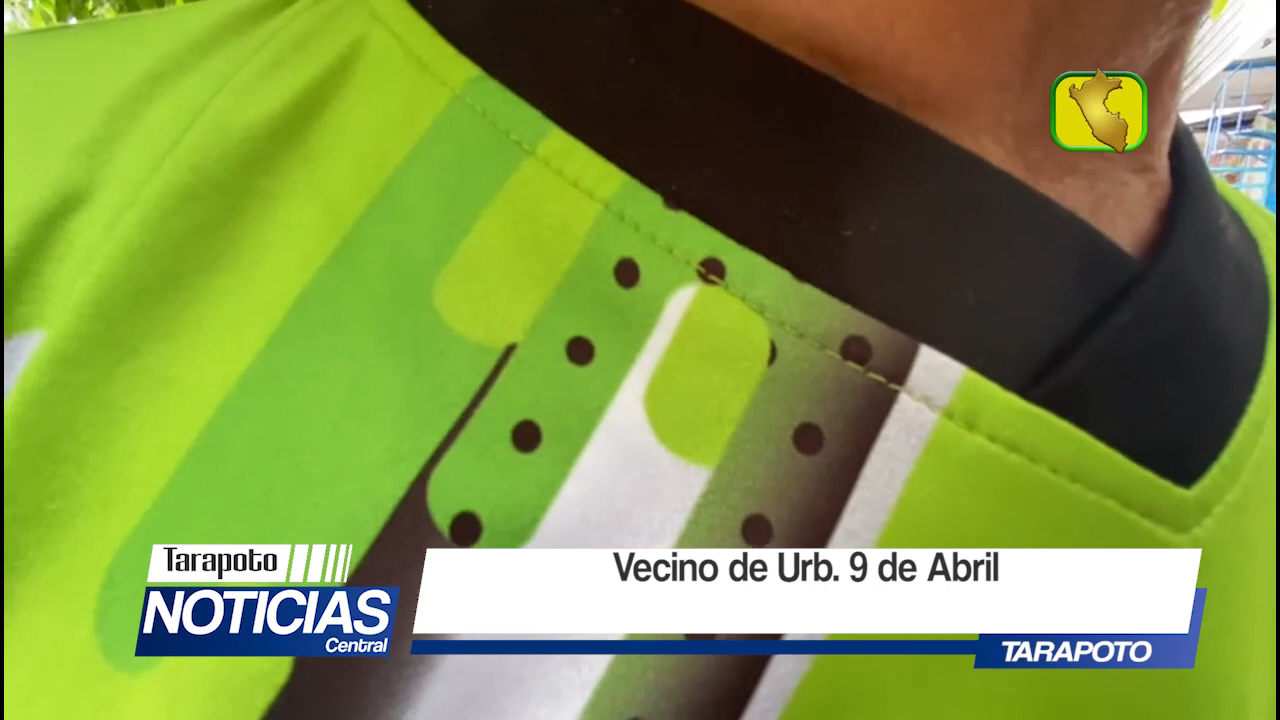 Tarapoto
NOTICIAS
Central
Vecino de Urb. 9 de Abril
TARAPOTO